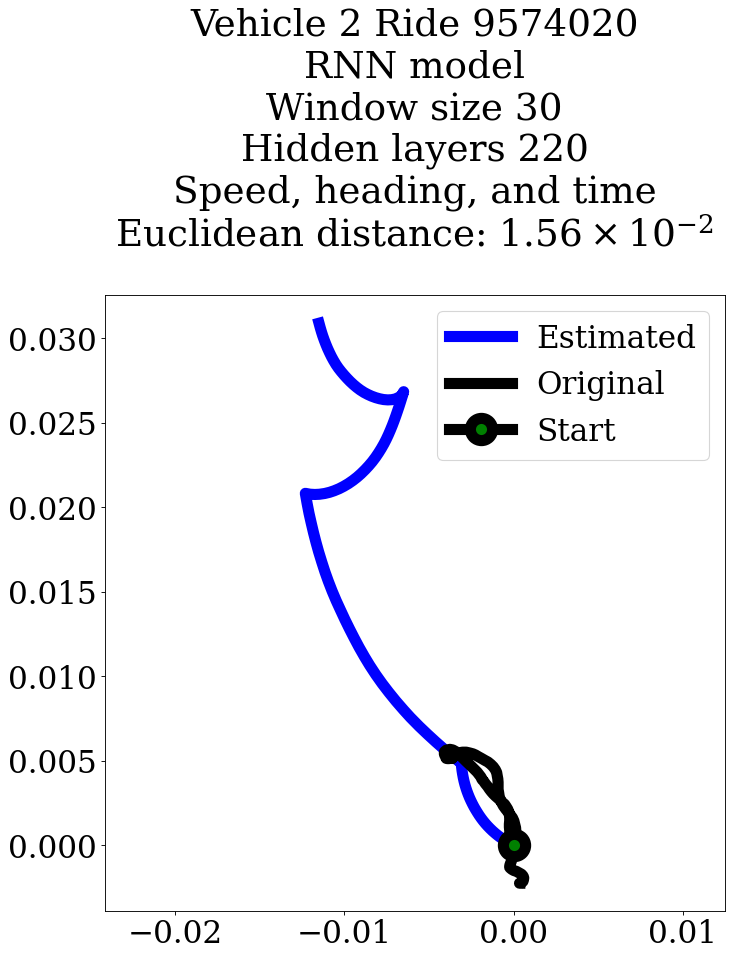 Vehicle 2 Ride 9574020
RNN model
Window size 30
Hidden layers 220
Speed, heading, and time
Euclidean distance: 1.56 × 10⁻²
Estimated
Original
Start
0.030
0.025
0.020
0.015
0.010
0.005
0.000
−0.02 −0.01 0.00 0.01